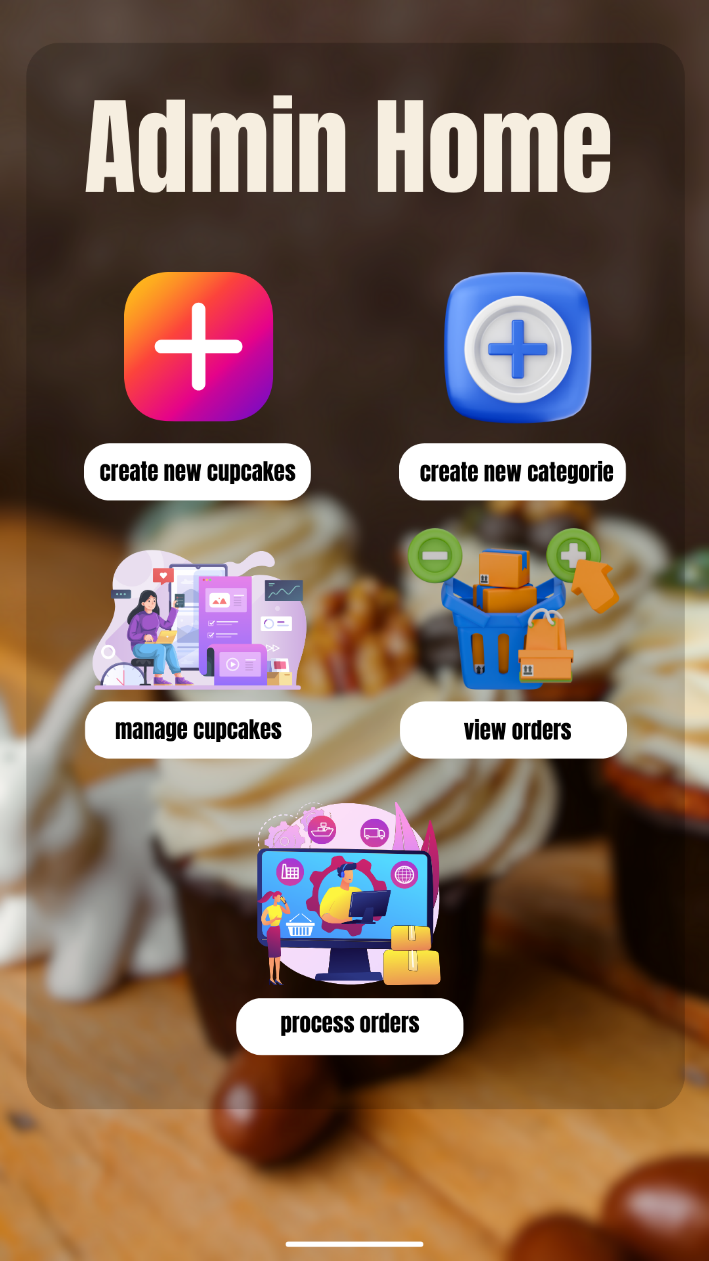 Admin Home
create new cupcakes
create new categorie
manage cupcakes
view orders
process orders